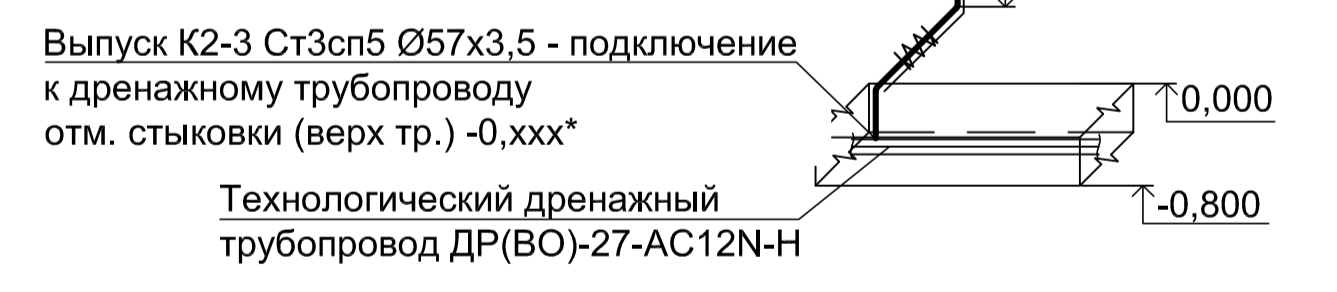 Выпуск К2-3 Ст3сп5 Ø57х3,5 - подключение
к дренажному трубопроводу
отм. стыковки (верх тр.) -0,ххх*
0,000
Технологический дренажный
трубопровод ДР(ВО)-27-АС12N-Н
-0,800